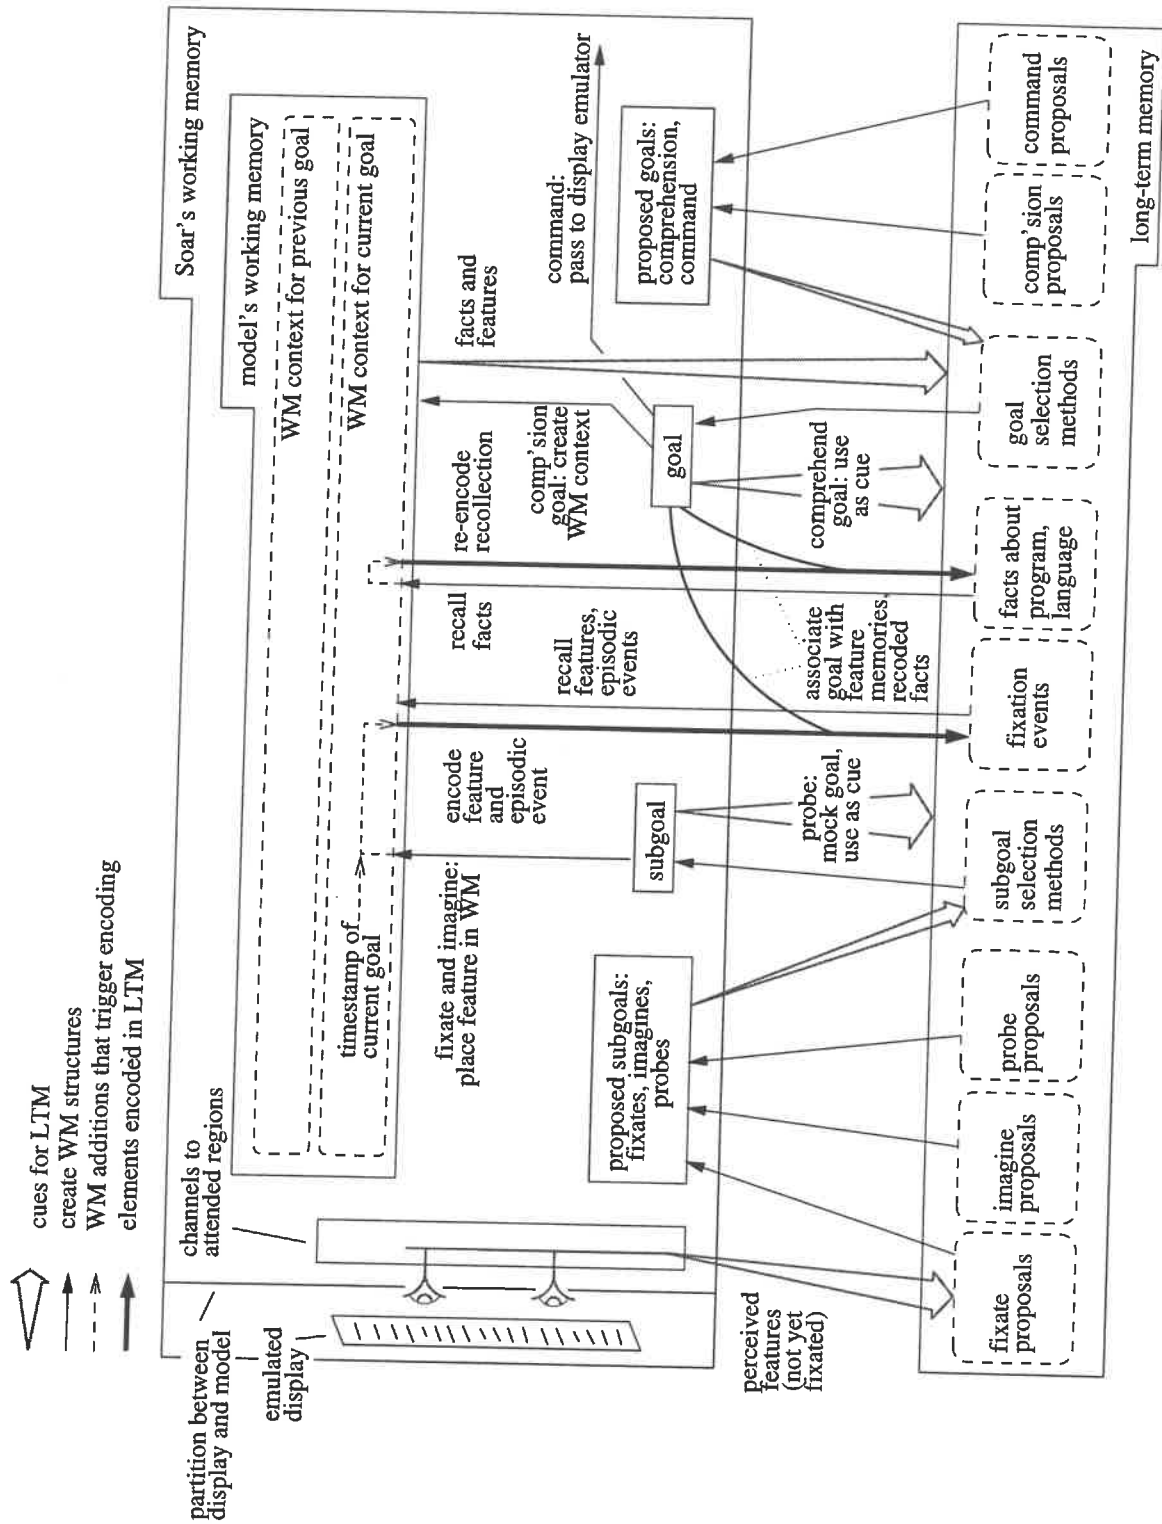 cues for LTM
create WM structures
WM additions that trigger encoding
elements encoded in LTM
partition between
display and model
emulated
display
channels to
attended regions
Soar's working memory
model's working memory
WM context for previous goal
WM context for current goal
timestamp of
current goal
fixate and imagine:
place feature in WM
encode
feature
and
episodic
event
recall
features,
episodic
events
recall
facts
re-encode
recollection
comp'sion
goal: create
WM context
facts and
features
command:
pass to display emulator
perceived
features
(not yet
fixated)
proposed subgoals:
fixates, imagines,
probes
subgoal
goal
proposed goals:
comprehension,
command
probe:
mock goal,
use as cue
associate
goal with
feature
memories,
recoded
facts
comprehend
goal: use
as cue
fixate
proposals
imagine
proposals
probe
proposals
subgoal
selection
methods
fixation
events
facts about
program,
language
goal
selection
methods
comp'sion
proposals
command
proposals
long-term memory